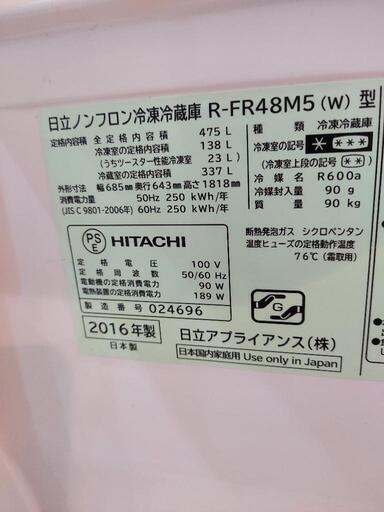 日立ノンフロン冷凍冷蔵庫 R-FR48M5(W) 型
定格内容積 全定格内容積 475 L
冷凍室の定格内容積 138 L
(うちツースター性能冷凍室 23 L)
冷蔵室の定格内容積 337 L
外形寸法 幅685㎜奥行643㎜高さ1818㎜
消費電力量 50Hz 250 kWh/年
(JIS C 9801-2006年) 60Hz 250 kWh/年
種類 冷凍冷蔵庫
冷凍室の記号 * ***
(冷凍室上段の記号 **)
冷媒名 R600a
冷媒封入量 90 g
質量 90 kg
PS
E
HITACHI
定格電圧 100 V
定格周波数 50/60 Hz
電動機の定格消費電力 90 W
電熱装置の定格消費電力 189 W
製造番号 024696
断熱発泡ガス シクロペンタン
温度ヒューズの定格動作温度
76℃(霜取用)
G
2016年製
日本製
日立アプライアンス(株)
日本国内家庭用 Use only in Japan